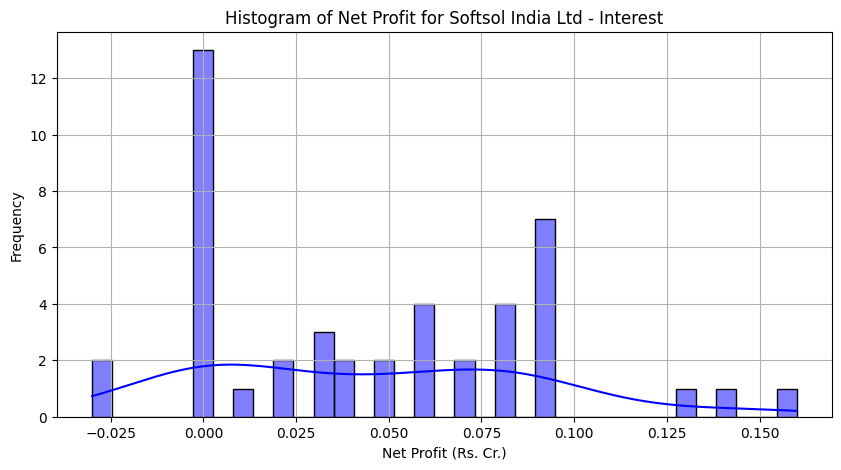 Histogram of Net Profit for Softsol India Ltd - Interest
Frequency
12
10
8
6
4
2
0
−0.025 0.000 0.025 0.050 0.075 0.100 0.125 0.150
Net Profit (Rs. Cr.)